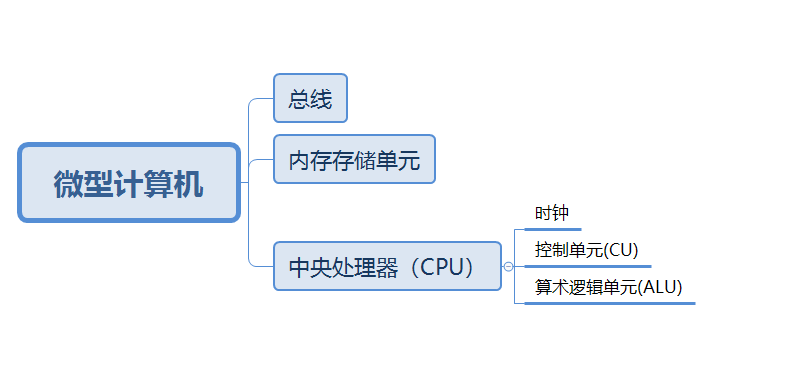 微型计算机
总线
内存存储单元
中央处理器（CPU）
时钟
控制单元(CU)
算术逻辑单元(ALU)